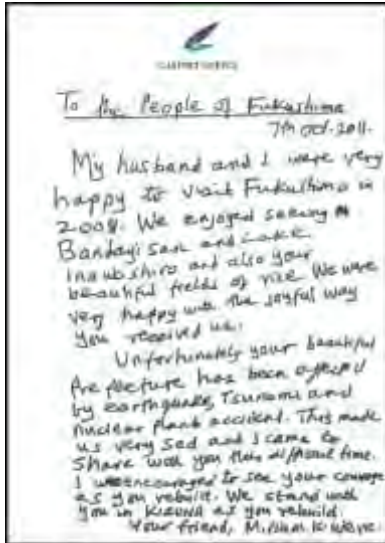 CABINET OFFICE
To the People of Fukushima
7th Oct. 2011.
My husband and I were very
happy to visit Fukushima in
2008. We enjoyed seeing
Bandayi San and Lake
Inawbshiro and also your
beautiful fields of rice. We were
very happy with the joyful way
you received us.
Unfortunately your beautiful
Prefecture has been affected
by earthquake, Tsunami and
nuclear plant accident. This made
us very sad and I came to
share with you this difficult time.
I was encouraged to see your courage
as you rebuild. We stand with
you in KIZUNA as you rebuild.
Your friend,